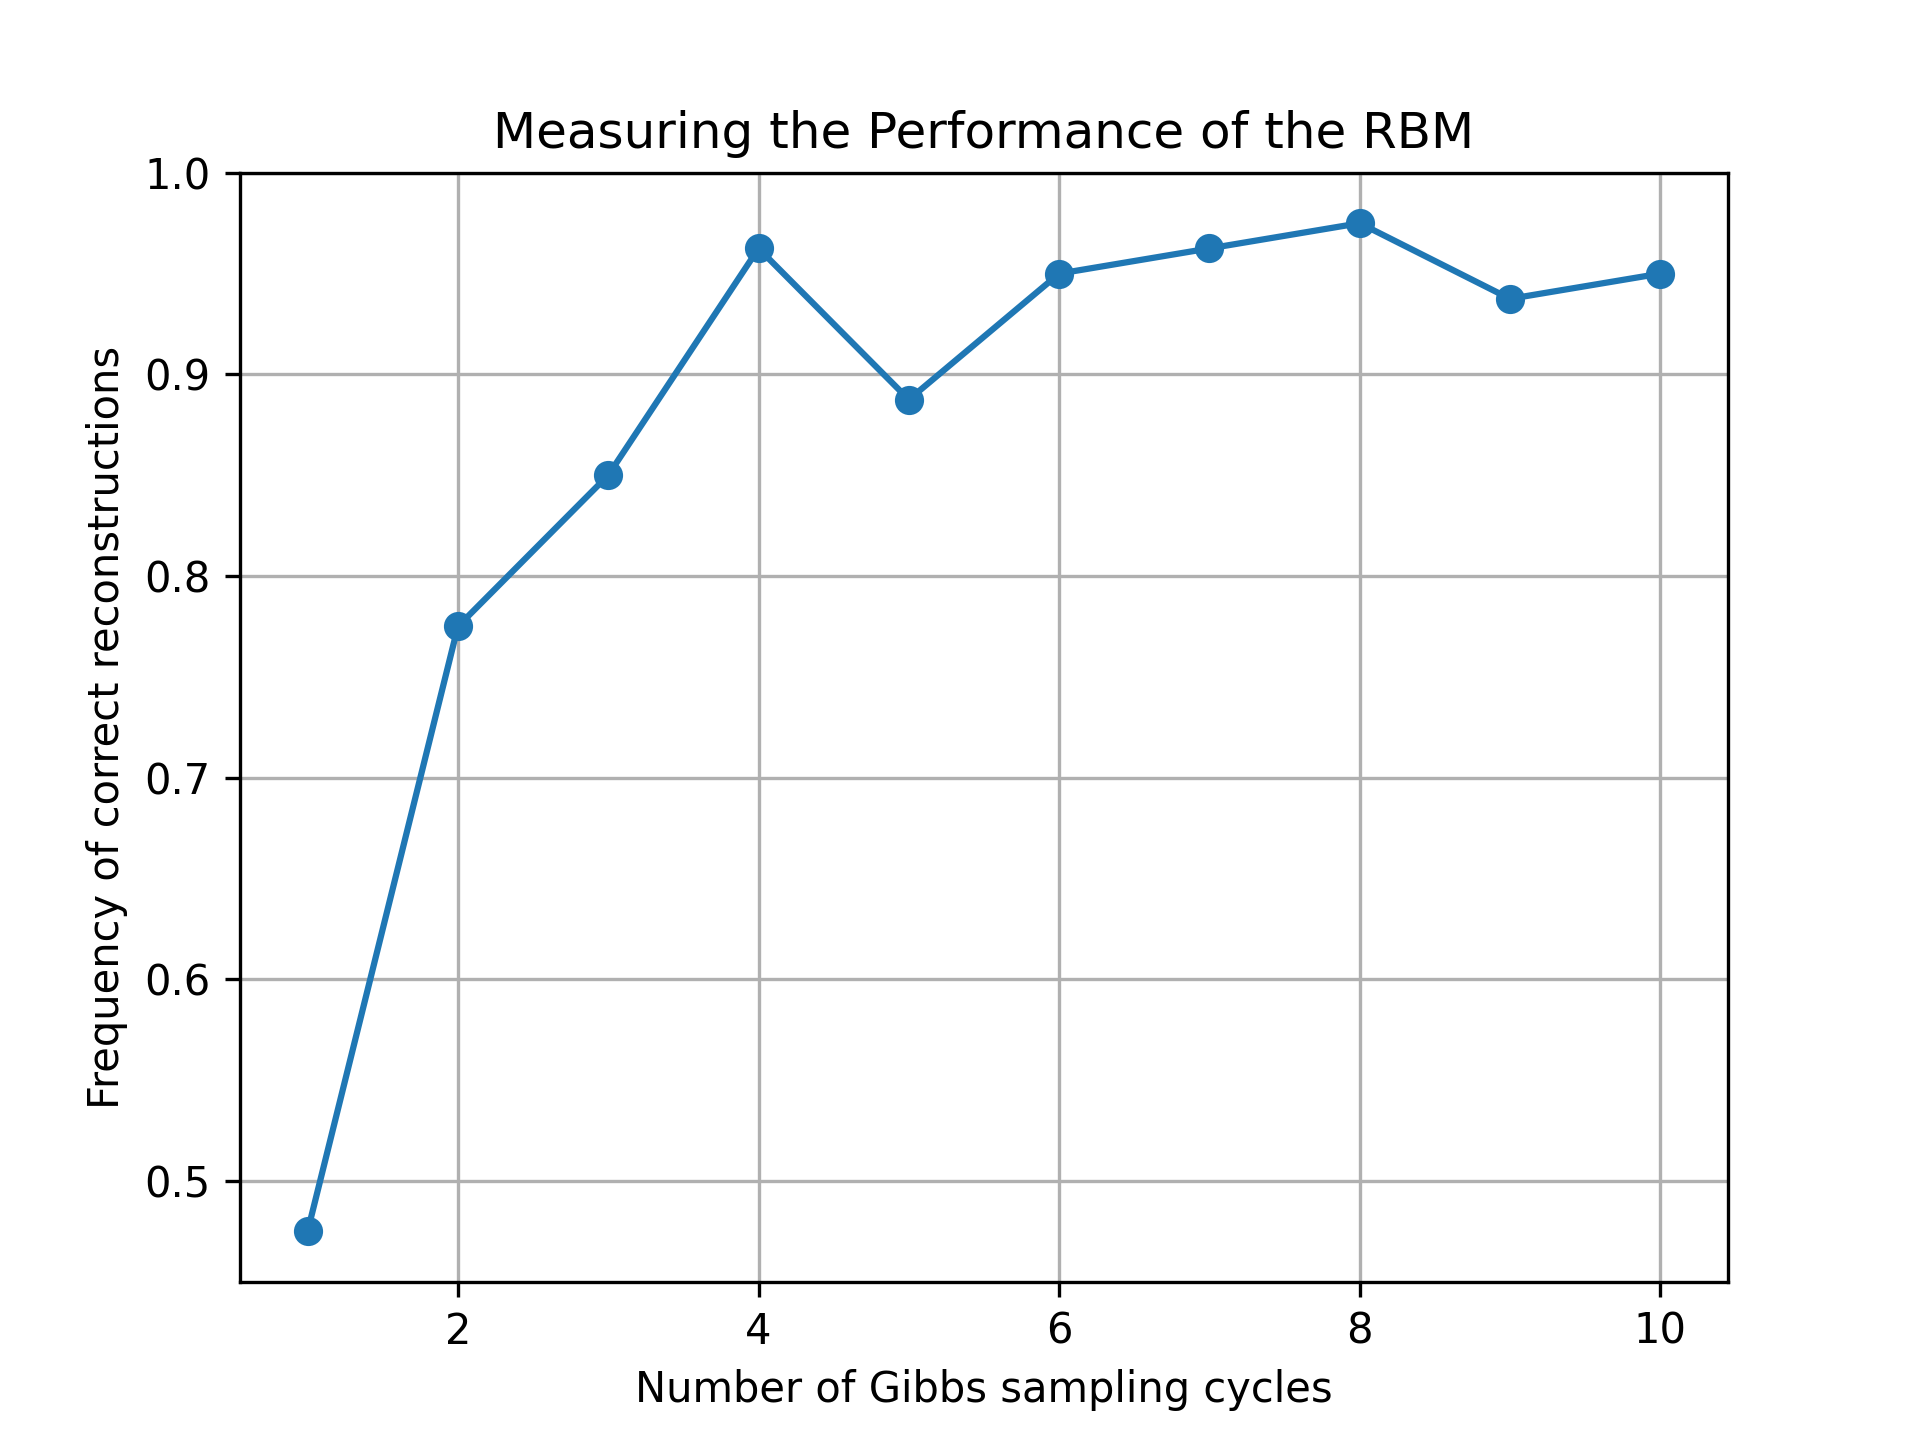 Measuring the Performance of the RBM
1.0
0.9
0.8
0.7
0.6
0.5
Frequency of correct reconstructions
2 4 6 8 10
Number of Gibbs sampling cycles